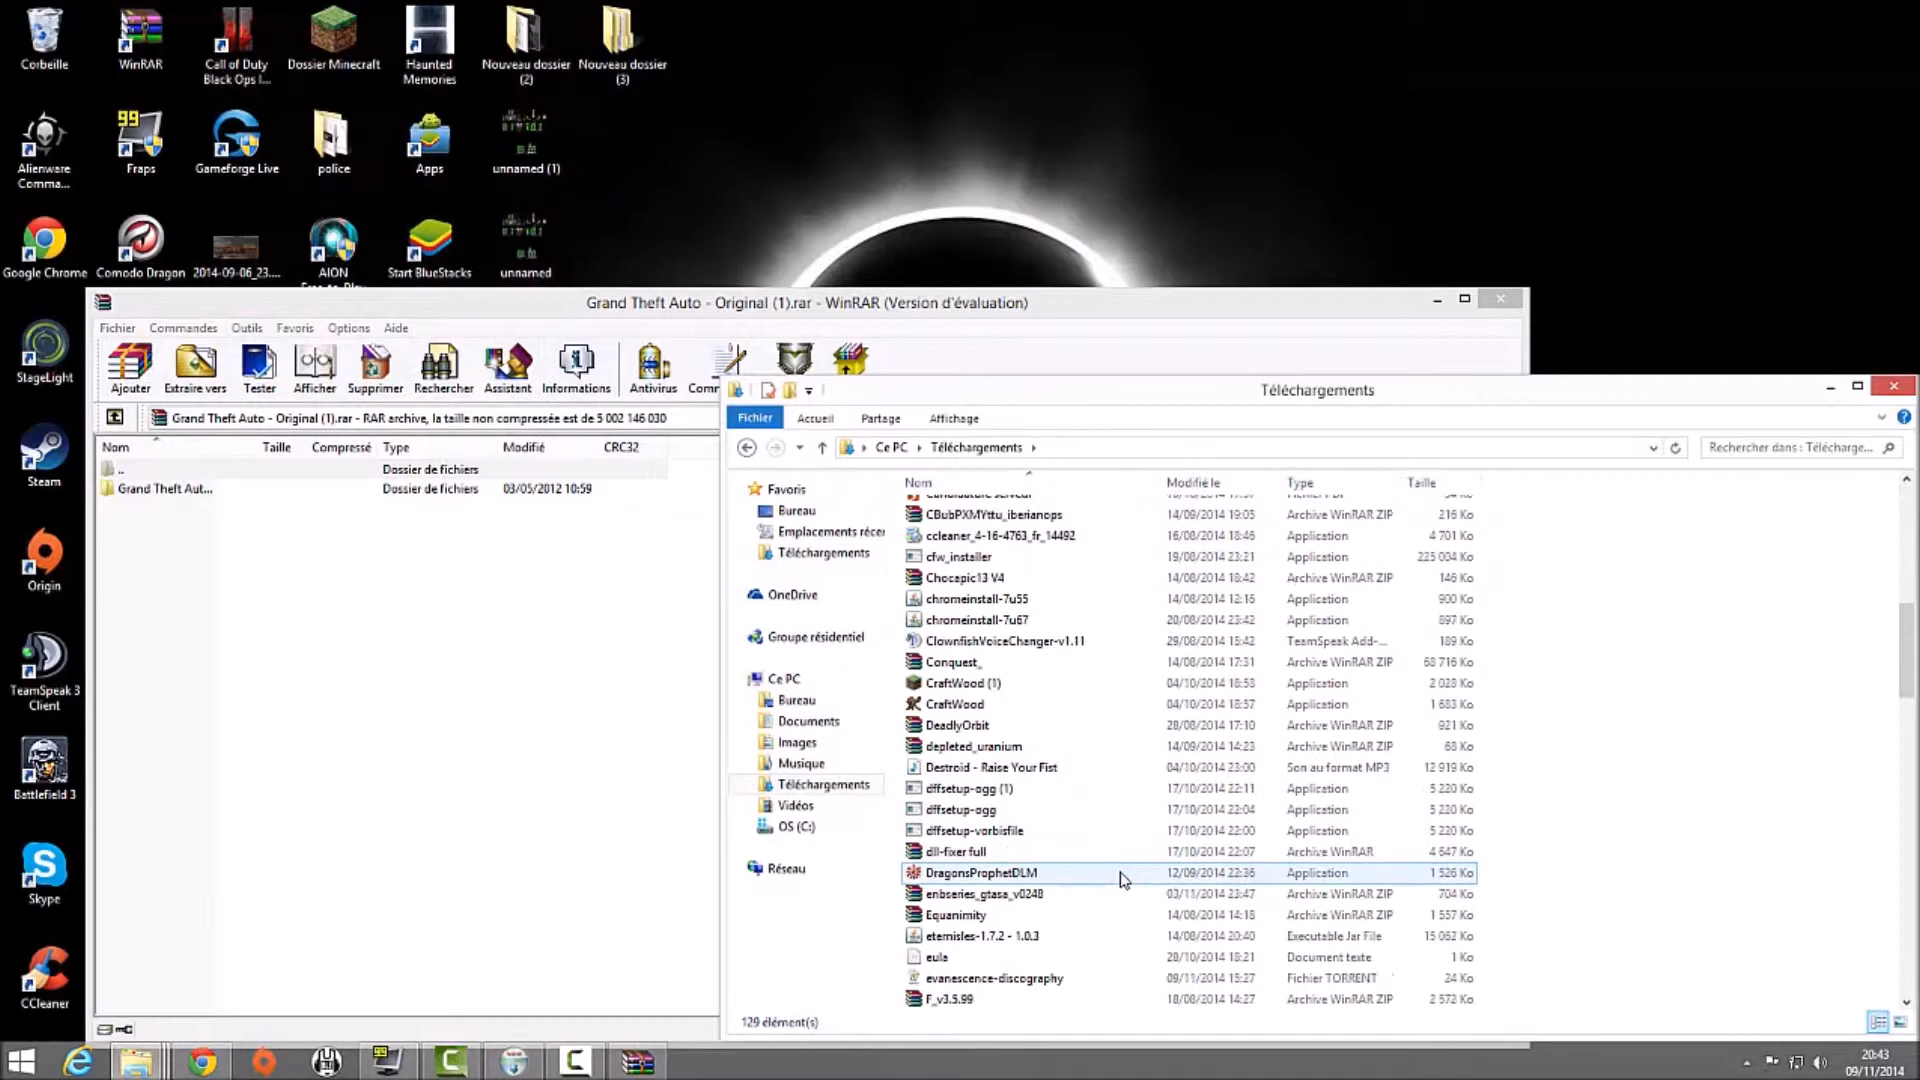 Corbeille
WinRAR
Call of Duty
Black Ops I...
Dossier Minecraft
Haunted
Memories
Nouveau dossier
(2)
Nouveau dossier
(3)
Alienware
Comma...
99
Fraps
Gameforge Live
police
Apps
unnamed (1)
Google Chrome
Comodo Dragon
2014-09-06_23....
AION
Start BlueStacks
unnamed
StageLight
Steam
Origin
TeamSpeak 3
Client
Battlefield 3
Skype
CCleaner
Grand Theft Auto - Original (1).rar - WinRAR (Version d'évaluation)
Fichier Commandes Outils Favoris Options Aide
Ajouter Extraire vers Tester Afficher Supprimer Rechercher Assistant Informations Antivirus Comm
Grand Theft Auto - Original (1).rar - RAR archive, la taille non compressée est de 5 002 146 030
Nom Taille Compressé Type Modifié CRC32
.. Dossier de fichiers
Grand Theft Aut... Dossier de fichiers 03/05/2012 10:59
Téléchargements
Fichier Accueil Partage Affichage
Ce PC Téléchargements
Rechercher dans : Télécharge...
Favoris
Bureau
Emplacements récer
Téléchargements
OneDrive
Groupe résidentiel
Ce PC
Bureau
Documents
Images
Musique
Téléchargements
Vidéos
OS (C:)
Réseau
Nom Modifié le Type Taille
CBubPXMYttu_iberianops 14/09/2014 19:05 Archive WinRAR ZIP 216 Ko
ccleaner_4-16-4763_fr_14492 16/08/2014 18:46 Application 4 701 Ko
cfw_installer 19/08/2014 23:21 Application 225 004 Ko
Chocapic13 V4 14/08/2014 18:42 Archive WinRAR ZIP 146 Ko
chromeinstall-7u55 14/08/2014 12:16 Application 900 Ko
chromeinstall-7u67 20/08/2014 23:42 Application 897 Ko
ClownfishVoiceChanger-v1.11 29/08/2014 15:42 TeamSpeak Add-... 189 Ko
Conquest_ 14/08/2014 17:31 Archive WinRAR ZIP 68 716 Ko
CraftWood (1) 04/10/2014 18:58 Application 2 028 Ko
CraftWood 04/10/2014 18:57 Application 1 683 Ko
DeadlyOrbit 28/08/2014 17:10 Archive WinRAR ZIP 921 Ko
depleted_uranium 14/09/2014 14:23 Archive WinRAR ZIP 68 Ko
Destroid - Raise Your Fist 04/10/2014 23:00 Son au format MP3 12 919 Ko
dffsetup-ogg (1) 17/10/2014 22:11 Application 5 220 Ko
dffsetup-ogg 17/10/2014 22:04 Application 5 220 Ko
dffsetup-vorbisfile 17/10/2014 22:00 Application 5 220 Ko
dll-fixer full 17/10/2014 22:07 Archive WinRAR 4 647 Ko
DragonsProphetDLM 12/09/2014 22:36 Application 1 526 Ko
enbseries_gtasa_v0248 03/11/2014 23:47 Archive WinRAR ZIP 704 Ko
Equanimity 14/08/2014 14:18 Archive WinRAR ZIP 1 557 Ko
eternisles-1.7.2 - 1.0.3 14/08/2014 20:40 Executable Jar File 15 062 Ko
eula 28/10/2014 18:21 Document texte 1 Ko
evanescence-discography 09/11/2014 15:27 Fichier TORRENT 24 Ko
F_v3.5.99 18/08/2014 14:27 Archive WinRAR ZIP 2 572 Ko
129 élément(s)
20:43
09/11/2014